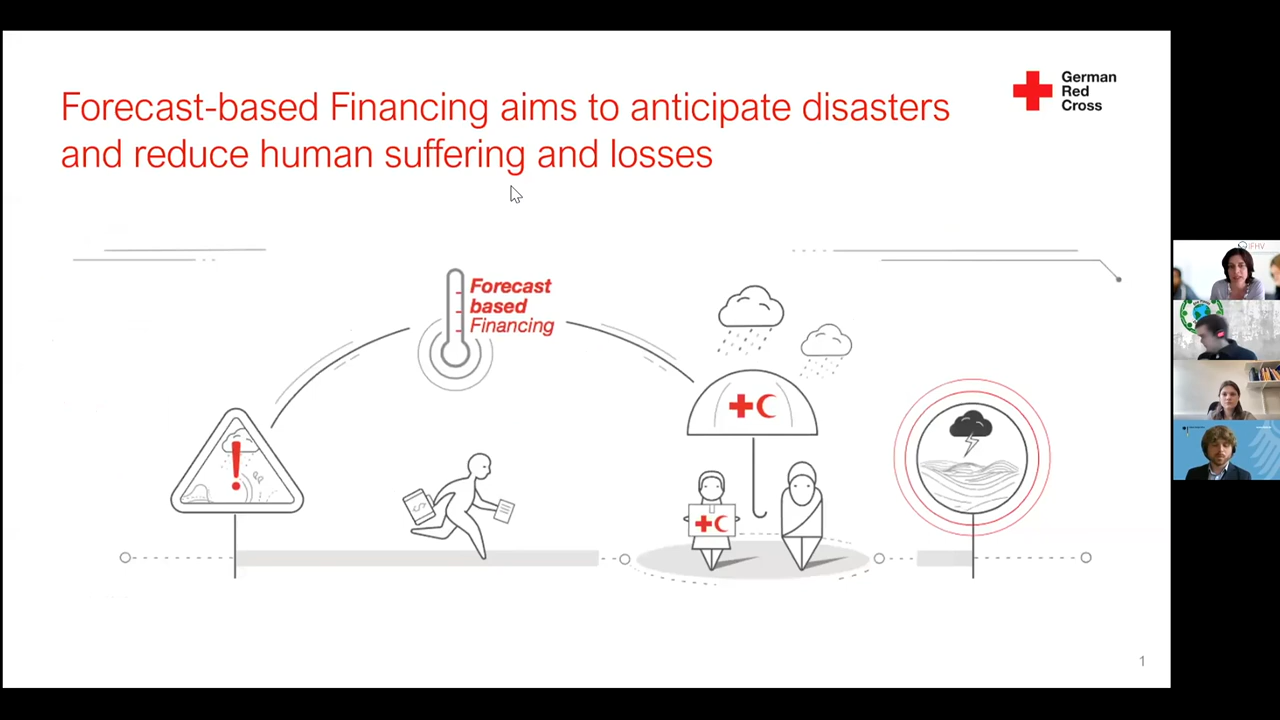 Forecast-based Financing aims to anticipate disasters
and reduce human suffering and losses
German
Red
Cross
Forecast
based
Financing
!
$
1
IFHV